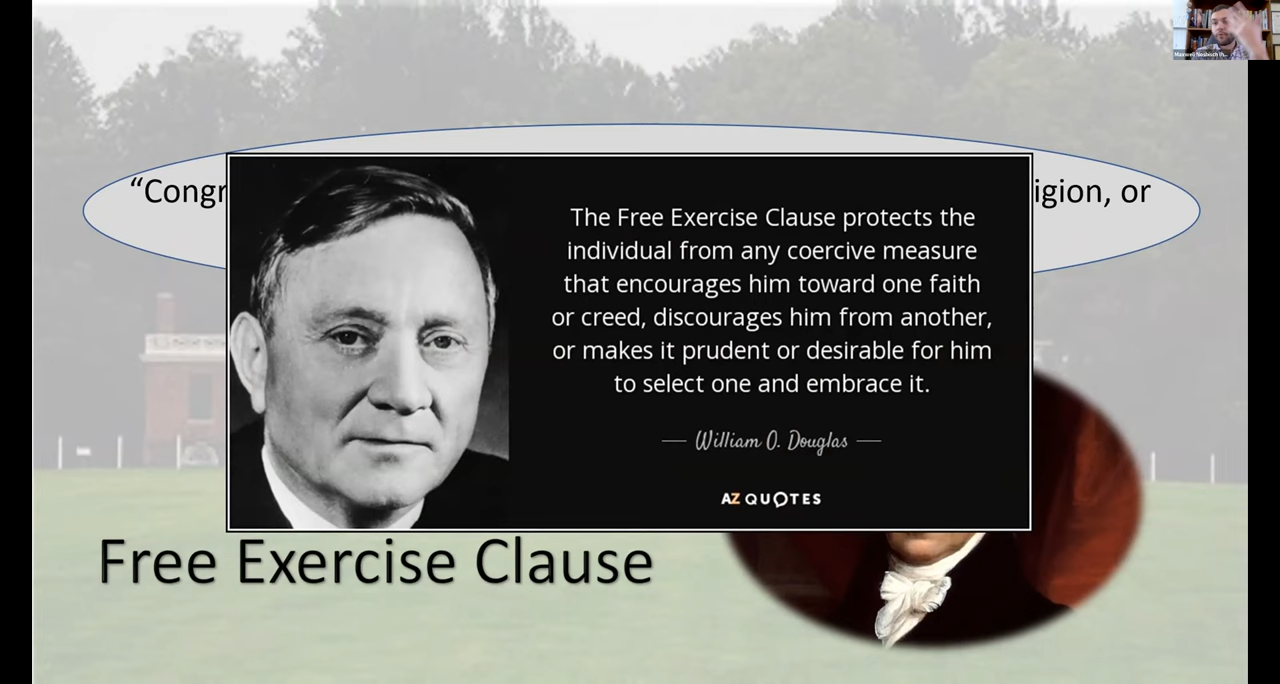 “Congr
igion, or
The Free Exercise Clause protects the
individual from any coercive measure
that encourages him toward one faith
or creed, discourages him from another,
or makes it prudent or desirable for him
to select one and embrace it.
William O. Douglas
AZ QUOTES
Free Exercise Clause